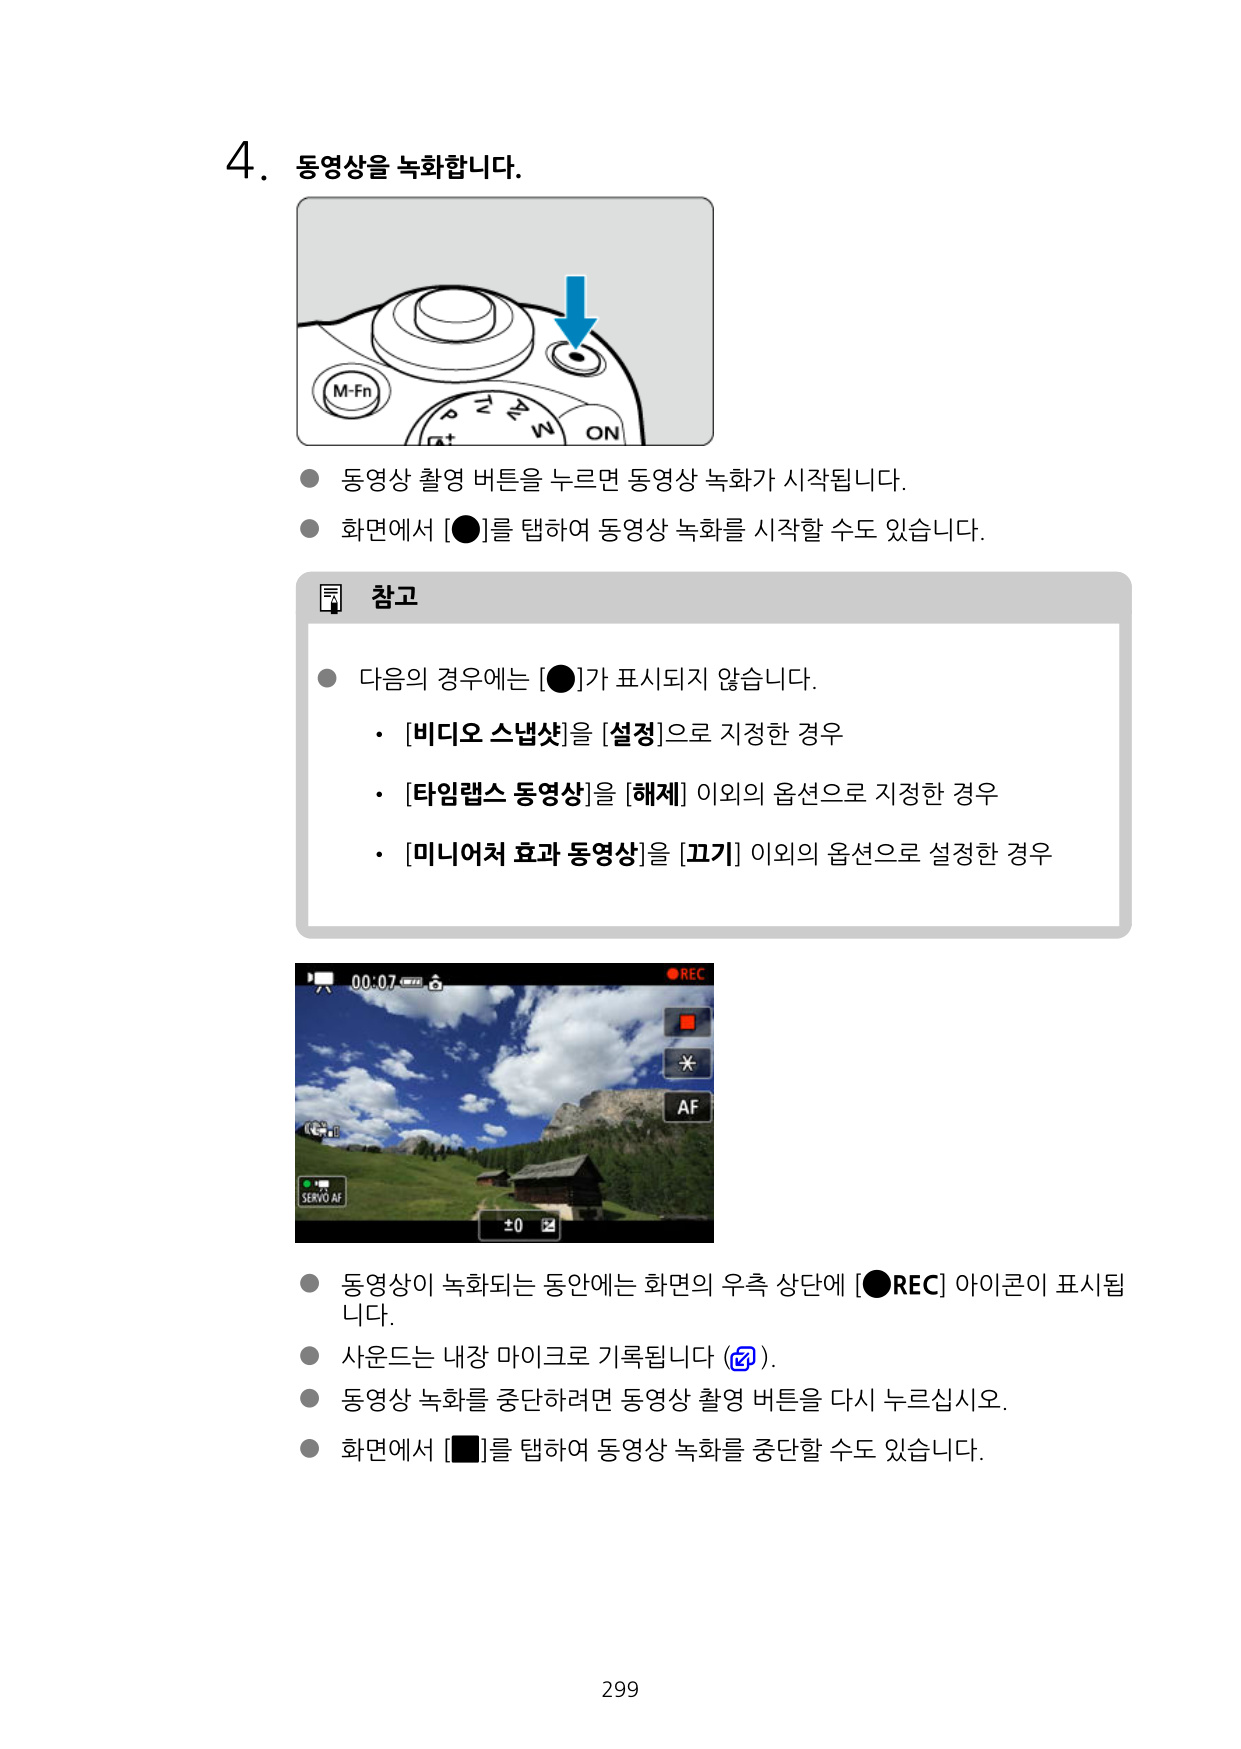 4. 동영상을 녹화합니다.
M-Fn
P
Tv
Av
M
ON
● 동영상 촬영 버튼을 누르면 동영상 녹화가 시작됩니다.
● 화면에서 [●]를 탭하여 동영상 녹화를 시작할 수도 있습니다.
참고
● 다음의 경우에는 [●]가 표시되지 않습니다.
• [비디오 스냅샷]을 [설정]으로 지정한 경우
• [타임랩스 동영상]을 [해제] 이외의 옵션으로 지정한 경우
• [미니어처 효과 동영상]을 [끄기] 이외의 옵션으로 설정한 경우
00:07
●REC
AF
SERVO AF
±0
● 동영상이 녹화되는 동안에는 화면의 우측 상단에 [●REC] 아이콘이 표시됩
니다.
● 사운드는 내장 마이크로 기록됩니다 ( ).
● 동영상 녹화를 중단하려면 동영상 촬영 버튼을 다시 누르십시오.
● 화면에서 [■]를 탭하여 동영상 녹화를 중단할 수도 있습니다.
299